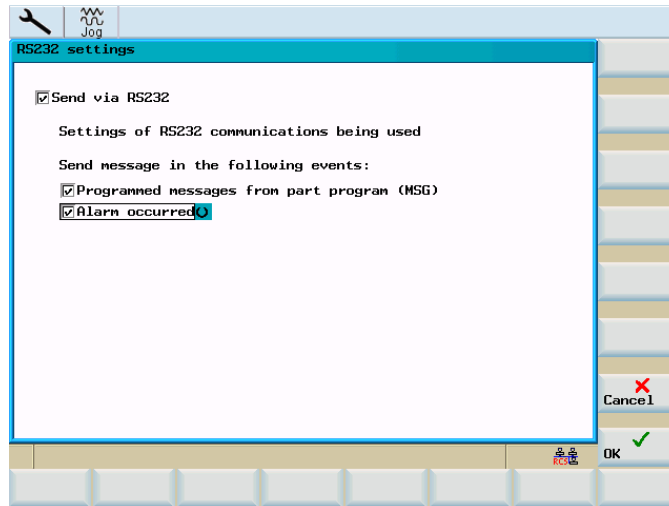 Jog
RS232 settings
Send via RS232
Settings of RS232 communications being used
Send message in the following events:
Programmed messages from part program (MSG)
Alarm occurred
Cancel
RCS
OK